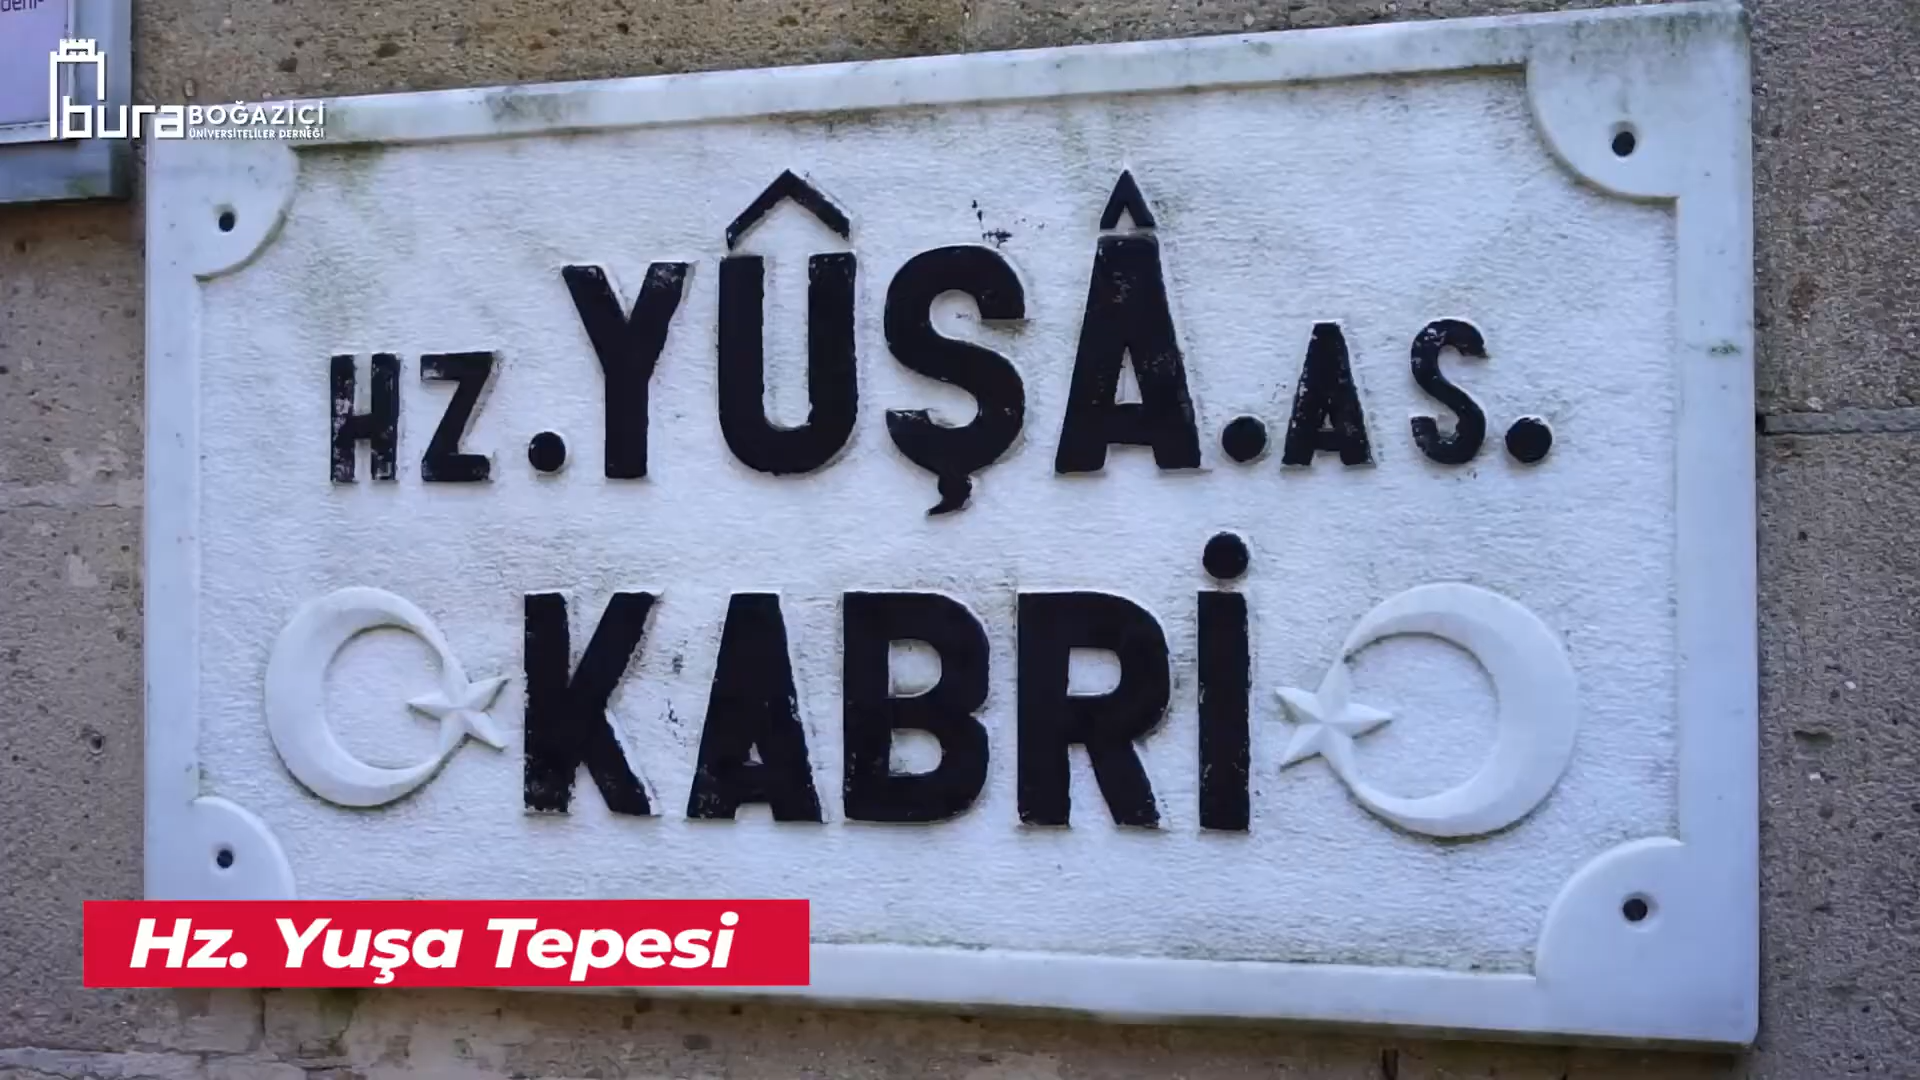 bura BOĞAZİÇİ
ÜNİVERSİTELİLER DERNEĞİ
HZ. YÛŞÂ. AS.
KABRİ
Hz. Yuşa Tepesi